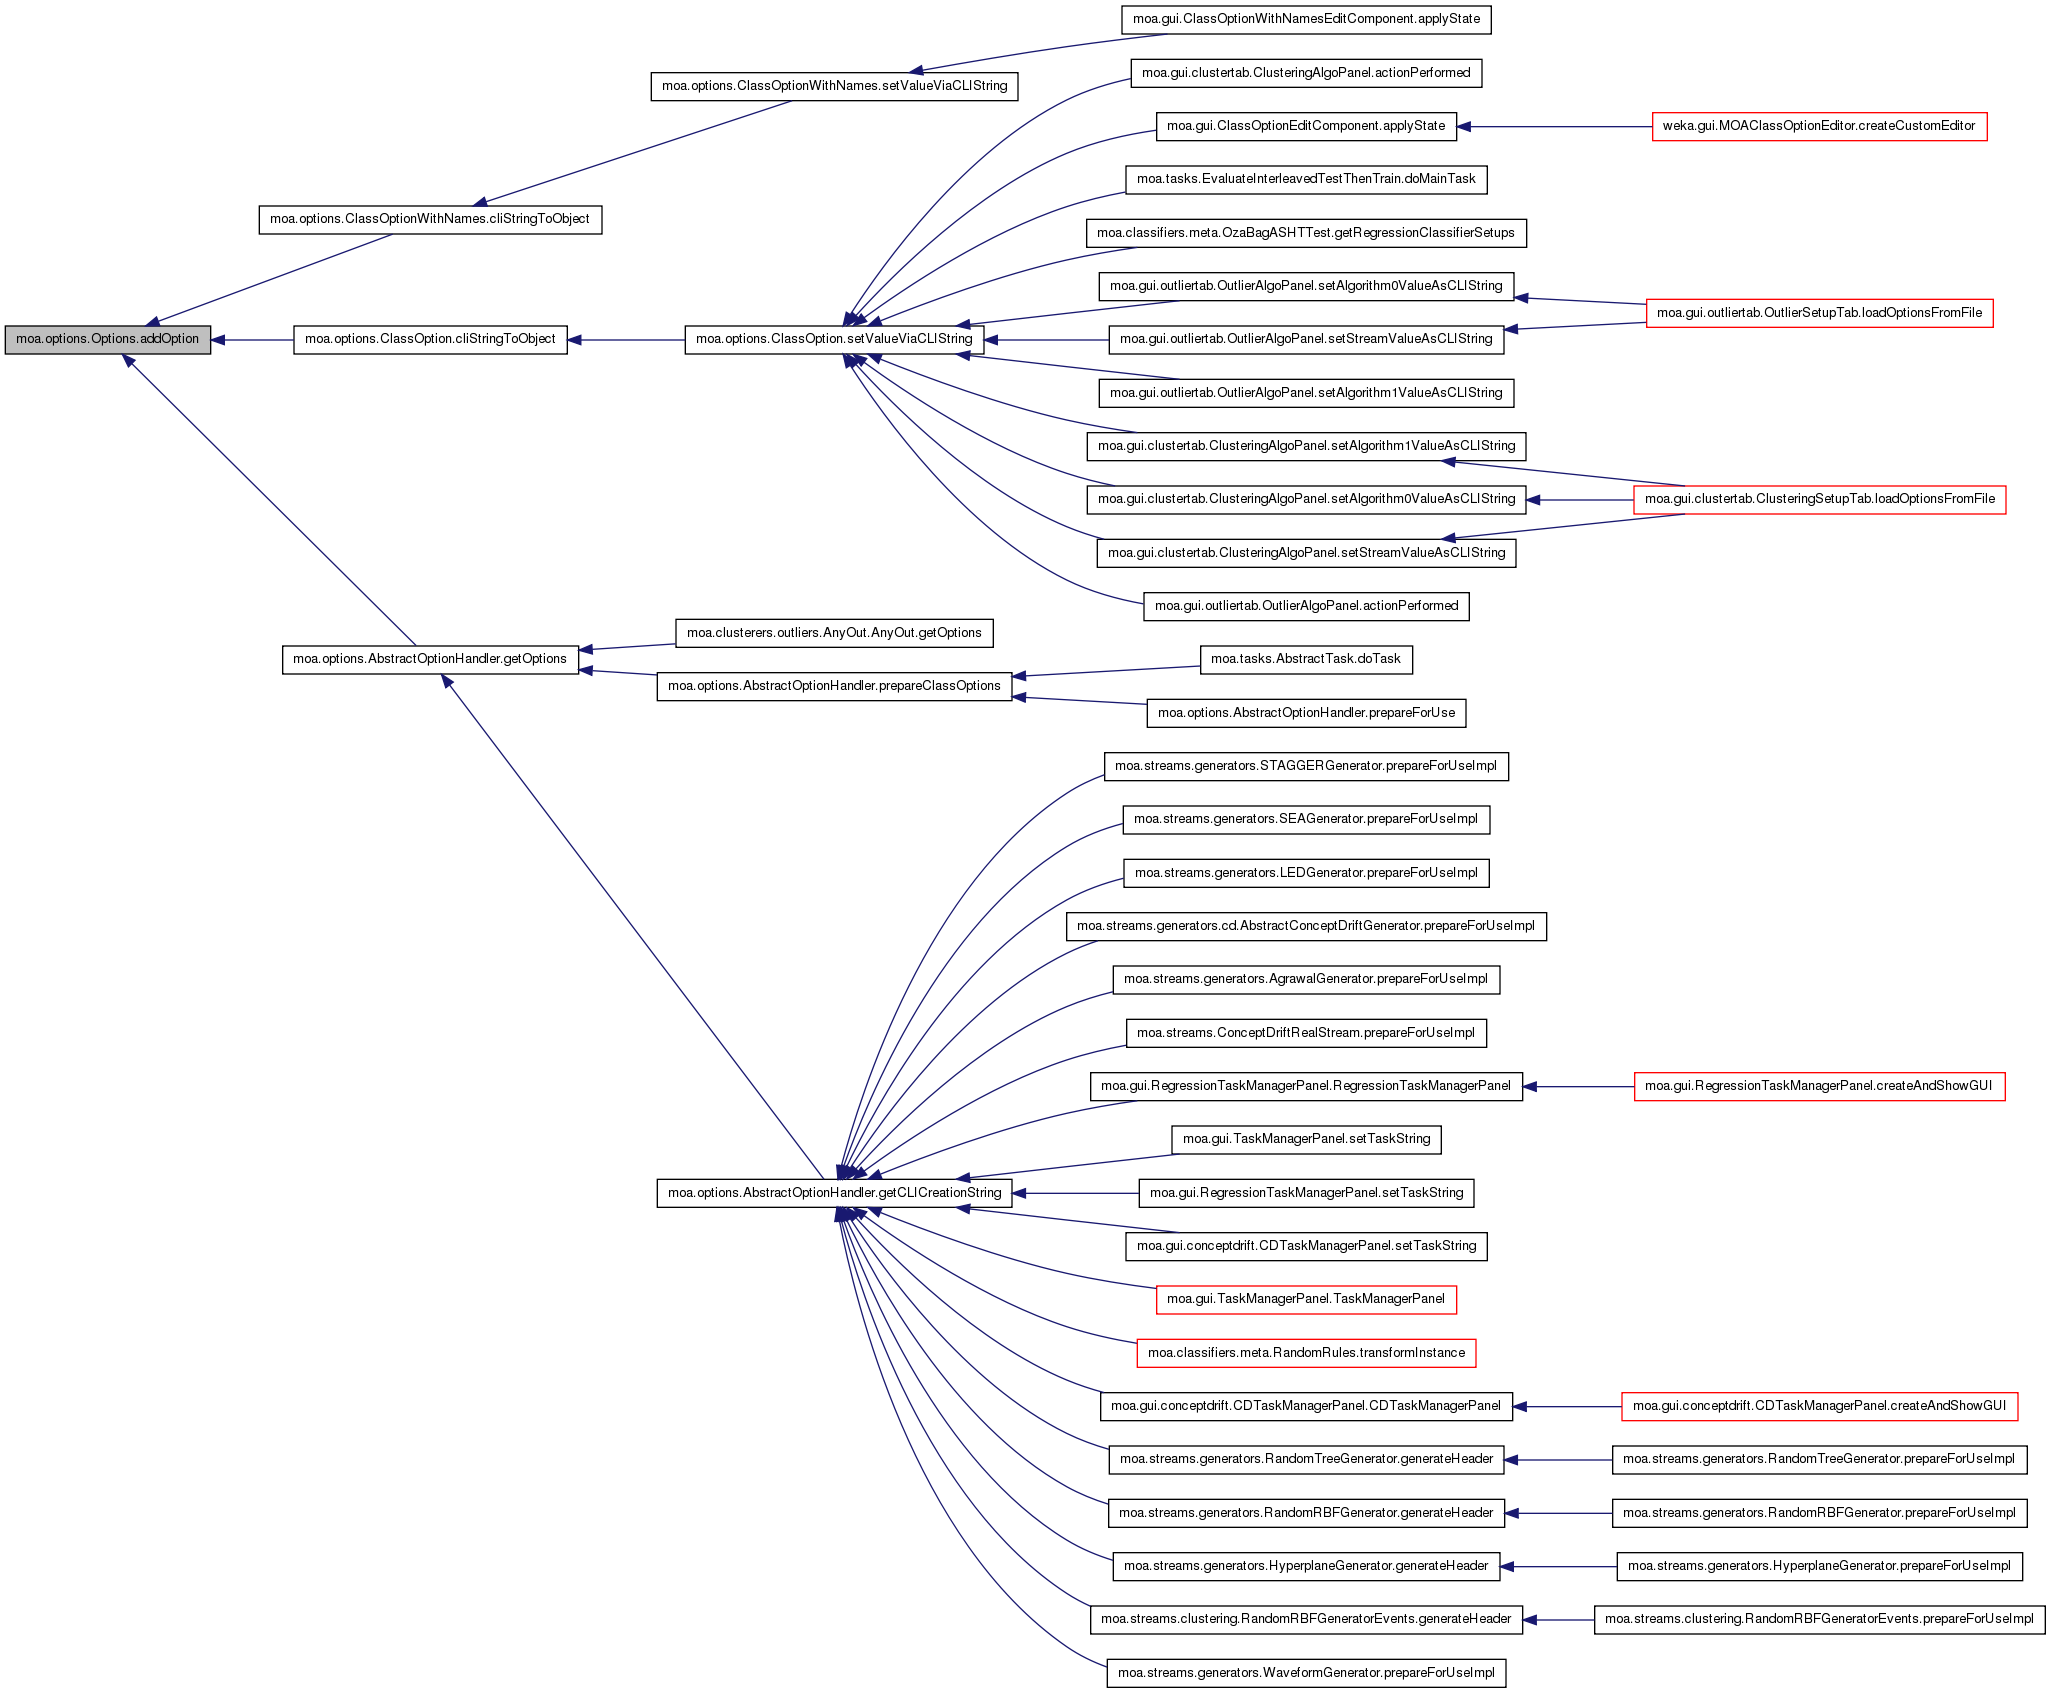 moa.gui.ClassOptionWithNamesEditComponent.applyState
moa.gui.clustertab.ClusteringAlgoPanel.actionPerformed
moa.options.ClassOptionWithNames.setValueViaCLIString
moa.gui.ClassOptionEditComponent.applyState
weka.gui.MOAClassOptionEditor.createCustomEditor
moa.tasks.EvaluateInterleavedTestThenTrain.doMainTask
moa.options.ClassOptionWithNames.cliStringToObject
moa.classifiers.meta.OzaBagASHTTest.getRegressionClassifierSetups
moa.gui.outliertab.OutlierAlgoPanel.setAlgorithm0ValueAsCLIString
moa.gui.outliertab.OutlierSetupTab.loadOptionsFromFile
moa.options.Options.addOption
moa.options.ClassOption.cliStringToObject
moa.options.ClassOption.setValueViaCLIString
moa.gui.outliertab.OutlierAlgoPanel.setStreamValueAsCLIString
moa.gui.outliertab.OutlierAlgoPanel.setAlgorithm1ValueAsCLIString
moa.gui.clustertab.ClusteringAlgoPanel.setAlgorithm1ValueAsCLIString
moa.gui.clustertab.ClusteringAlgoPanel.setAlgorithm0ValueAsCLIString
moa.gui.clustertab.ClusteringSetupTab.loadOptionsFromFile
moa.gui.clustertab.ClusteringAlgoPanel.setStreamValueAsCLIString
moa.gui.outliertab.OutlierAlgoPanel.actionPerformed
moa.clusterers.outliers.AnyOut.AnyOut.getOptions
moa.options.AbstractOptionHandler.getOptions
moa.tasks.AbstractTask.doTask
moa.options.AbstractOptionHandler.prepareClassOptions
moa.options.AbstractOptionHandler.prepareForUse
moa.streams.generators.STAGGERGenerator.prepareForUseImpl
moa.streams.generators.SEAGenerator.prepareForUseImpl
moa.streams.generators.LEDGenerator.prepareForUseImpl
moa.streams.generators.cd.AbstractConceptDriftGenerator.prepareForUseImpl
moa.streams.generators.AgrawalGenerator.prepareForUseImpl
moa.streams.ConceptDriftRealStream.prepareForUseImpl
moa.gui.RegressionTaskManagerPanel.RegressionTaskManagerPanel
moa.gui.RegressionTaskManagerPanel.createAndShowGUI
moa.gui.TaskManagerPanel.setTaskString
moa.options.AbstractOptionHandler.getCLICreationString
moa.gui.RegressionTaskManagerPanel.setTaskString
moa.gui.conceptdrift.CDTaskManagerPanel.setTaskString
moa.gui.TaskManagerPanel.TaskManagerPanel
moa.classifiers.meta.RandomRules.transformInstance
moa.gui.conceptdrift.CDTaskManagerPanel.CDTaskManagerPanel
moa.gui.conceptdrift.CDTaskManagerPanel.createAndShowGUI
moa.streams.generators.RandomTreeGenerator.generateHeader
moa.streams.generators.RandomTreeGenerator.prepareForUseImpl
moa.streams.generators.RandomRBFGenerator.generateHeader
moa.streams.generators.RandomRBFGenerator.prepareForUseImpl
moa.streams.generators.HyperplaneGenerator.generateHeader
moa.streams.generators.HyperplaneGenerator.prepareForUseImpl
moa.streams.clustering.RandomRBFGeneratorEvents.generateHeader
moa.streams.clustering.RandomRBFGeneratorEvents.prepareForUseImpl
moa.streams.generators.WaveformGenerator.prepareForUseImpl